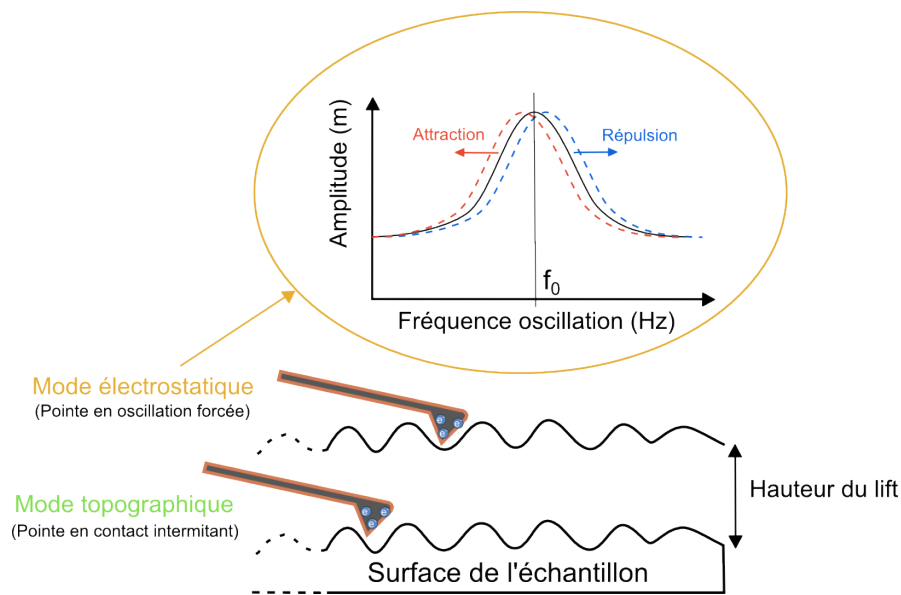 Amplitude (m)
Attraction
Répulsion
f0
Fréquence oscillation (Hz)
Mode électrostatique
(Pointe en oscillation forcée)
e-
e-
e-
Mode topographique
(Pointe en contact intermitant)
e-
e-
e-
Hauteur du lift
Surface de l'échantillon